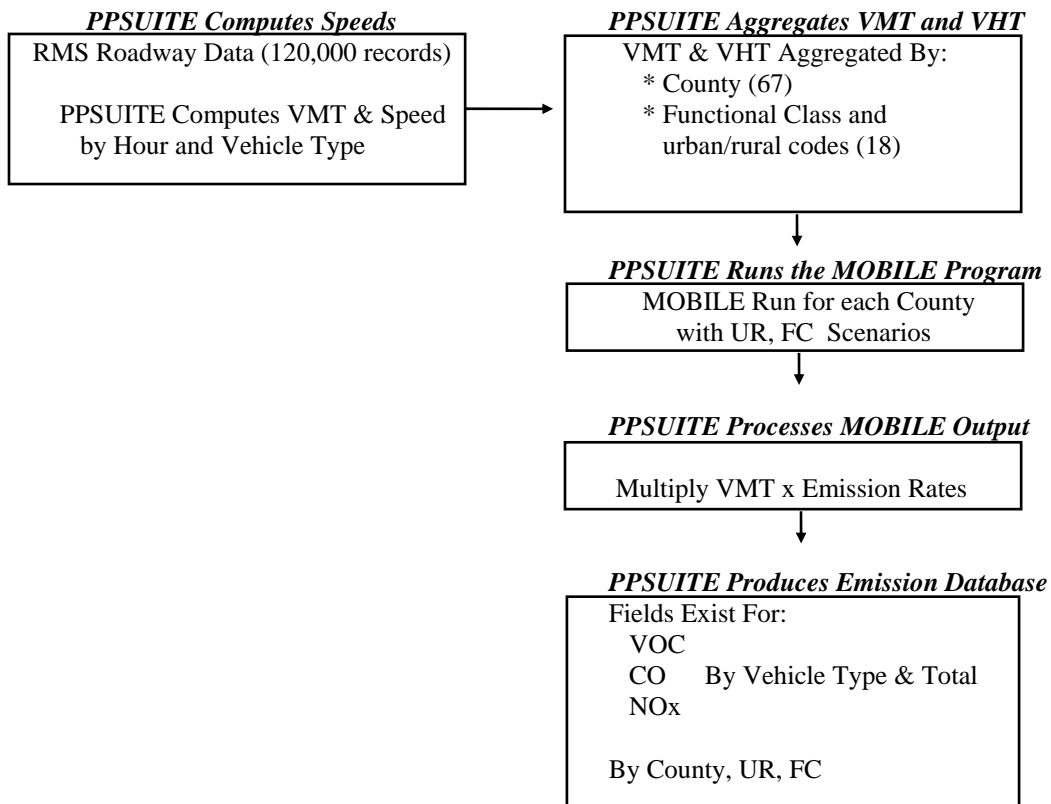 PPSUITE Computes Speeds
RMS Roadway Data (120,000 records)
PPSUITE Computes VMT & Speed
by Hour and Vehicle Type
PPSUITE Aggregates VMT and VHT
VMT & VHT Aggregated By:
* County (67)
* Functional Class and
urban/rural codes (18)
PPSUITE Runs the MOBILE Program
MOBILE Run for each County
with UR, FC Scenarios
PPSUITE Processes MOBILE Output
Multiply VMT x Emission Rates
PPSUITE Produces Emission Database
Fields Exist For:
VOC
CO By Vehicle Type & Total
NOx
By County, UR, FC